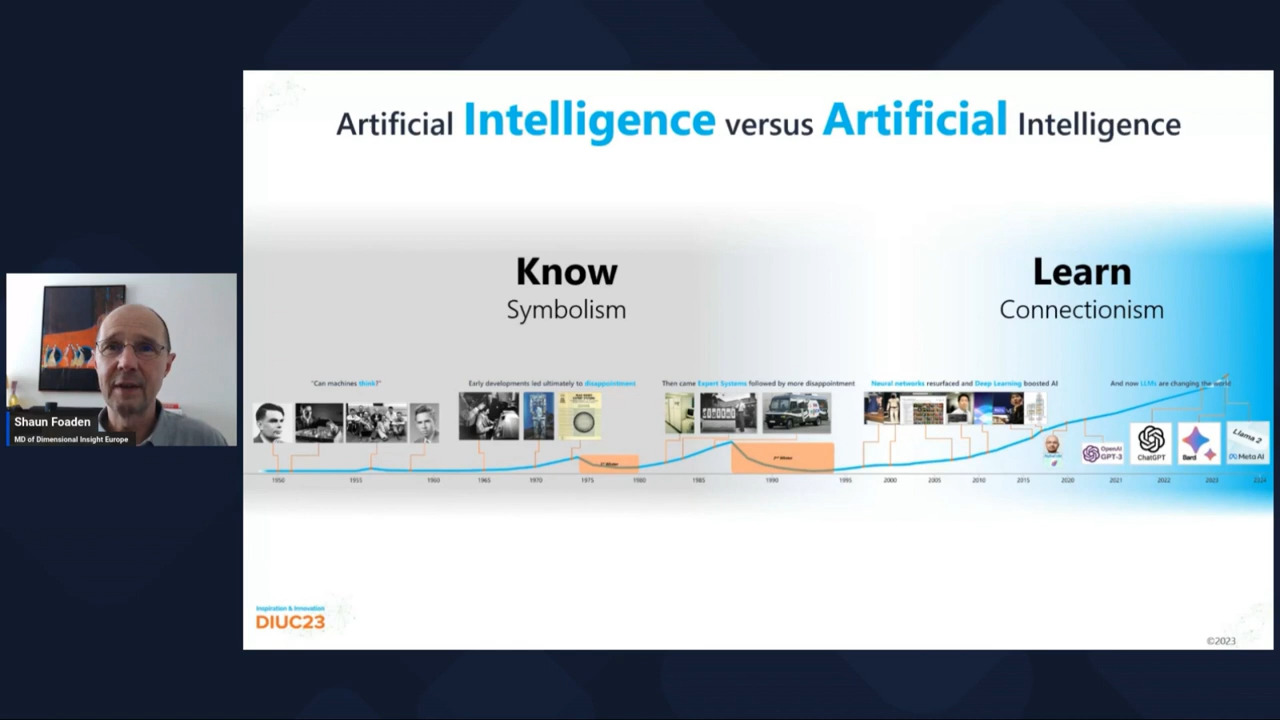 Artificial Intelligence versus Artificial Intelligence
Know
Symbolism
Learn
Connectionism
"Can machines think?"
Early developments led ultimately to disappointment
Then came Expert Systems followed by more disappointment
Neural networks resurfaced and Deep Learning boosted AI
And now LLMs are changing the world
OpenAI
GPT-3
ChatGPT
Bard
Llama 2
Meta AI
1st Winter
2nd Winter
1950 1955 1960 1965 1970 1975 1980 1985 1990 1995 2000 2005 2010 2015 2020 2021 2022 2023 2024
Shaun Foaden
MD of Dimensional Insight Europe
Inspiration & Innovation
DIUC23
©2023